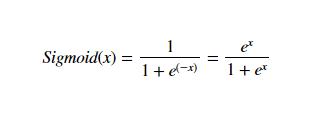 Sigmoid(x) = 1 / (1 + e^(−x)) = e^x / (1 + e^x)